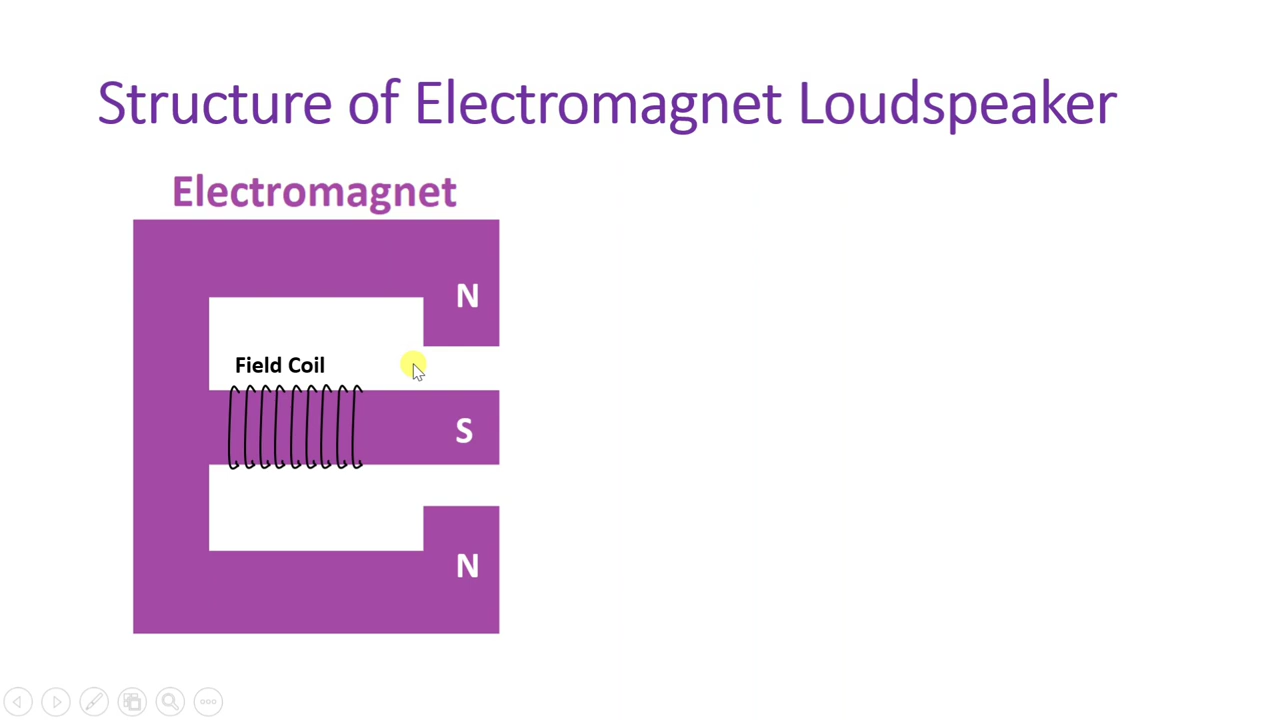 Structure of Electromagnet Loudspeaker
Electromagnet
N
Field Coil
S
N